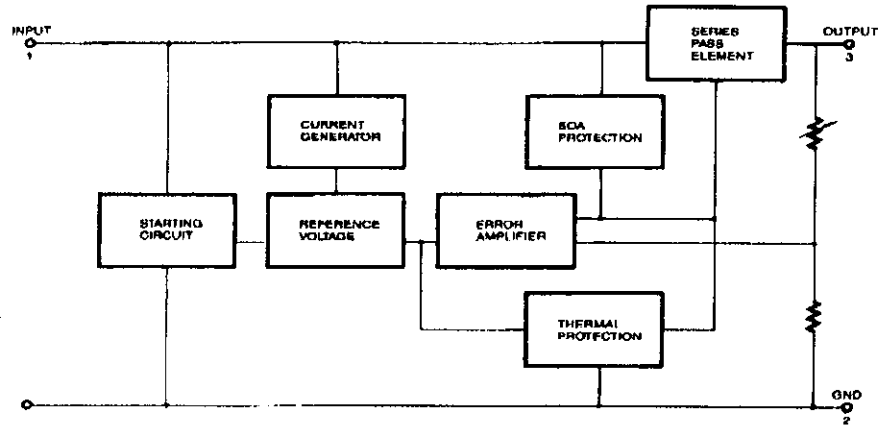 INPUT
1
SERIES
PASS
ELEMENT
OUTPUT
3
CURRENT
GENERATOR
SOA
PROTECTION
STARTING
CIRCUIT
REFERENCE
VOLTAGE
ERROR
AMPLIFIER
THERMAL
PROTECTION
GND
2